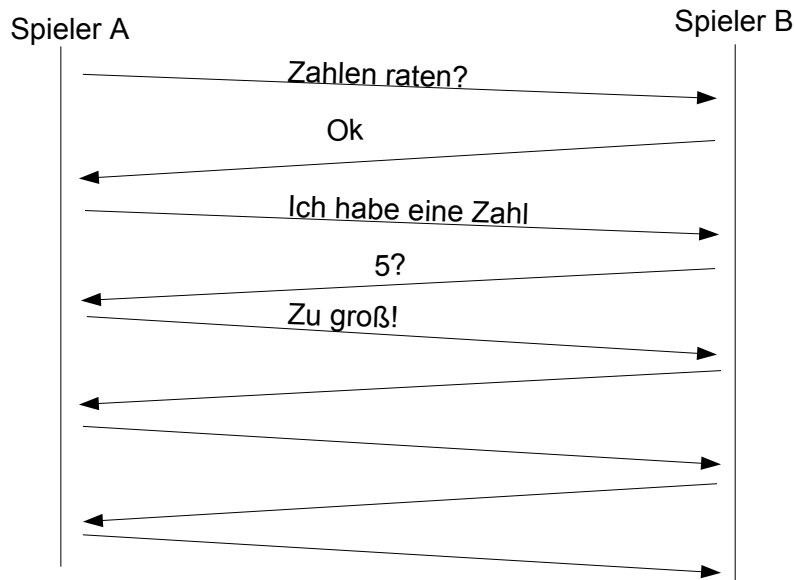 Spieler A
Spieler B
Zahlen raten?
Ok
Ich habe eine Zahl
5?
Zu groß!